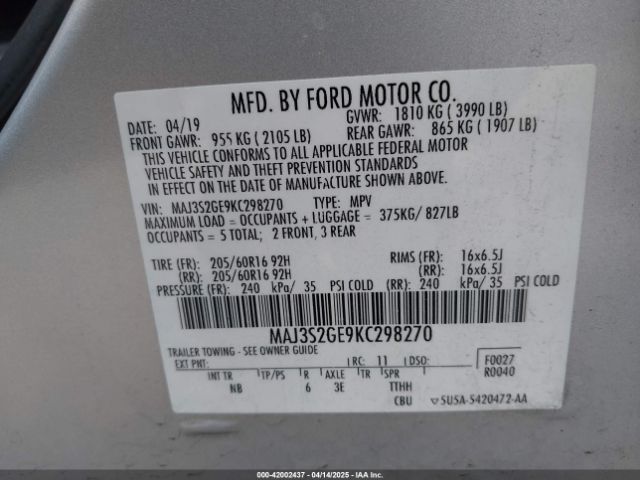 MFD. BY FORD MOTOR CO.
DATE: 04/19 GVWR: 1810 KG ( 3990 LB)
FRONT GAWR: 955 KG ( 2105 LB) REAR GAWR: 865 KG ( 1907 LB)
THIS VEHICLE CONFORMS TO ALL APPLICABLE FEDERAL MOTOR
VEHICLE SAFETY AND THEFT PREVENTION STANDARDS
IN EFFECT ON THE DATE OF MANUFACTURE SHOWN ABOVE.
VIN: MAJ3S2GE9KC298270 TYPE: MPV
MAXIMUM LOAD = OCCUPANTS + LUGGAGE = 375KG/ 827LB
OCCUPANTS = 5 TOTAL; 2 FRONT, 3 REAR
TIRE (FR): 205/60R16 92H RIMS (FR): 16x6.5J
(RR): 205/60R16 92H (RR): 16x6.5J
PRESSURE (FR): 240 kPa/ 35 PSI COLD (RR): 240 kPa/ 35 PSI COLD
MAJ3S2GE9KC298270
TRAILER TOWING - SEE OWNER GUIDE
EXT PNT: RC: 11 DSO: F0027
R0040
INT TR TP/PS R AXLE TR SPR
NB 6 3E TTHH
CBU ▽SU5A-S420472-AA
000-42002437 - 04/14/2025 - IAA Inc.